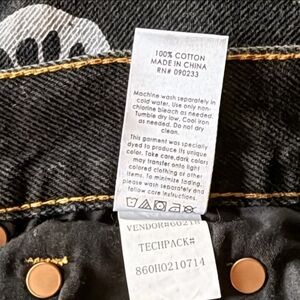 100% COTTON
MADE IN CHINA
RN# 090233
Machine wash separately in
cold water. Use only non-
chlorine bleach as needed.
Tumble dry low. Cool iron
as needed. Do not dry
clean.
This garment was specially
dyed to produce its unique
color. Take care, dark colors
may transfer onto light
colored clothing or other
items. To minimize fading,
please wash separately and
follow care instructions.
TECHPACK#
860H0210714